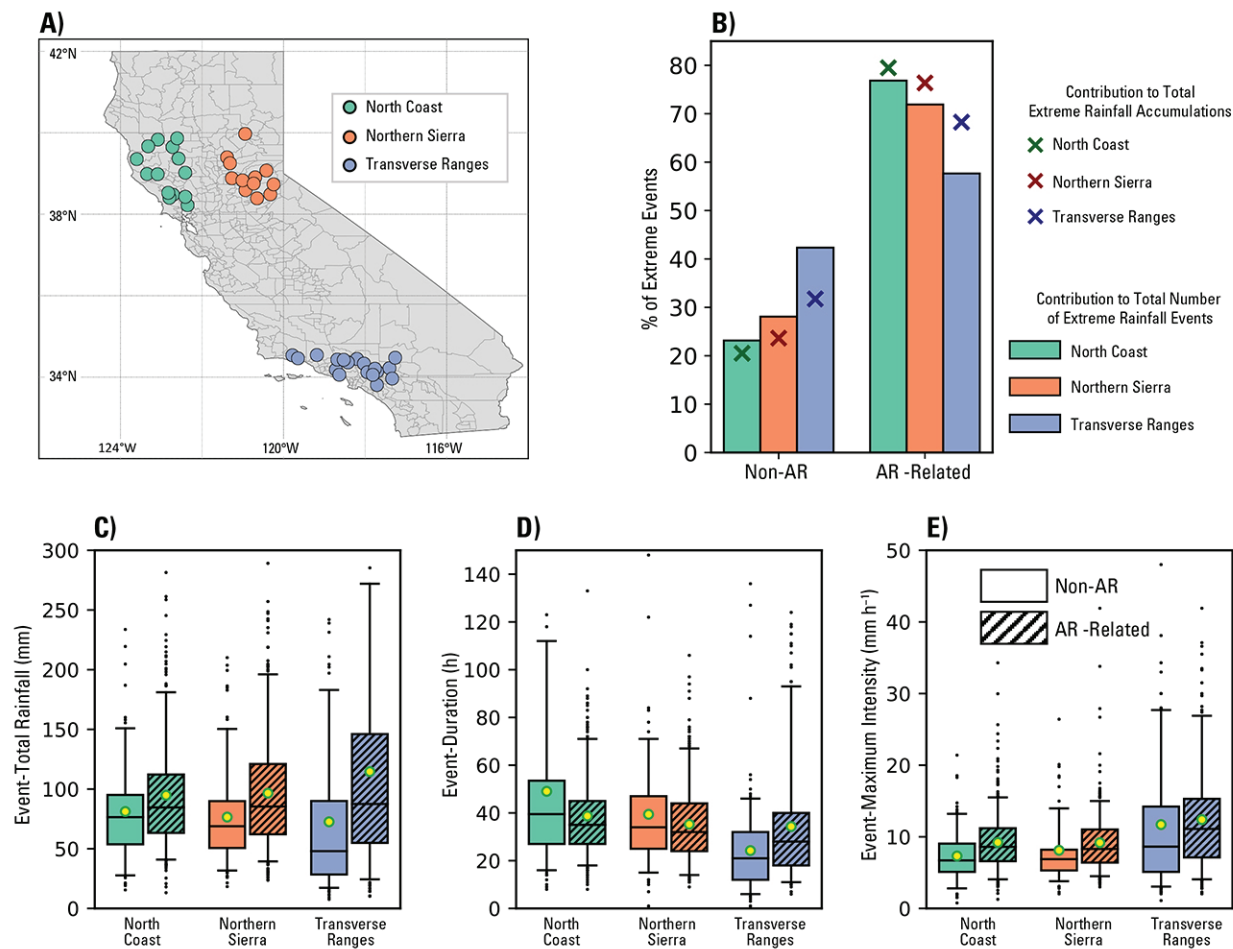 A)
42°N
38°N
34°N
124°W
120°W
116°W
North Coast
Northern Sierra
Transverse Ranges
B)
% of Extreme Events
80
70
60
50
40
30
20
10
0
Non-AR
AR -Related
Contribution to Total
Extreme Rainfall Accumulations
North Coast
Northern Sierra
Transverse Ranges
Contribution to Total Number
of Extreme Rainfall Events
North Coast
Northern Sierra
Transverse Ranges
C)
Event-Total Rainfall (mm)
300
250
200
150
100
50
0
North
Coast
Northern
Sierra
Transverse
Ranges
D)
Event-Duration (h)
140
120
100
80
60
40
20
0
North
Coast
Northern
Sierra
Transverse
Ranges
E)
Event-Maximum Intensity (mm h⁻¹)
50
40
30
20
10
0
Non-AR
AR -Related
North
Coast
Northern
Sierra
Transverse
Ranges